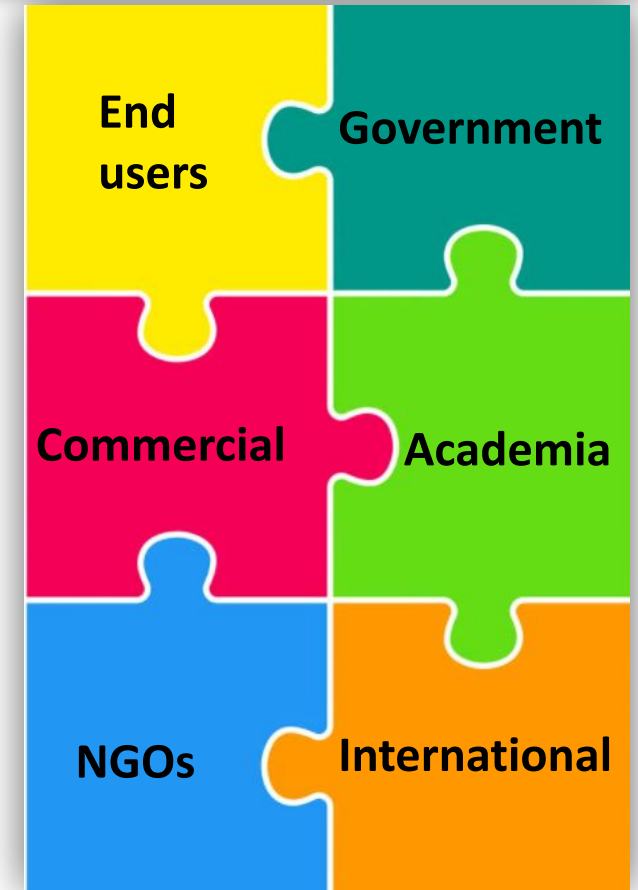 End
users
Government
Commercial
Academia
NGOs
International